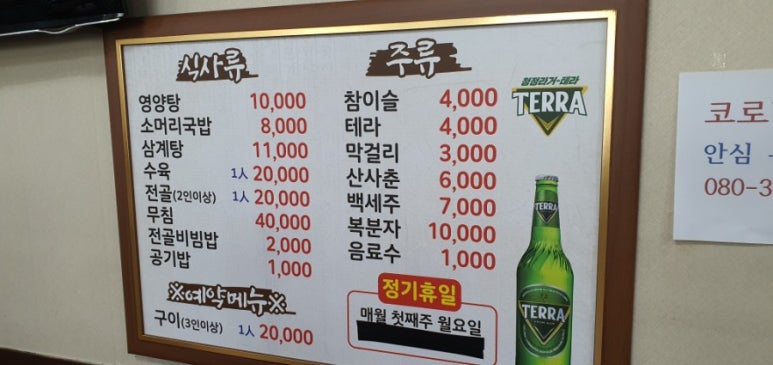 식사류
영양탕 10,000
소머리국밥 8,000
삼계탕 11,000
수육 1人 20,000
전골(2인이상) 1人 20,000
무침 40,000
전골비빔밥 2,000
공기밥 1,000
※예약메뉴※
구이(3인이상) 1人 20,000
주류
참이슬 4,000
테라 4,000
막걸리 3,000
산사춘 6,000
백세주 7,000
복분자 10,000
음료수 1,000
정기휴일
매월 첫째주 월요일
청정라거-테라
TERRA
TERRA
TERRA
코로
안심
080-3